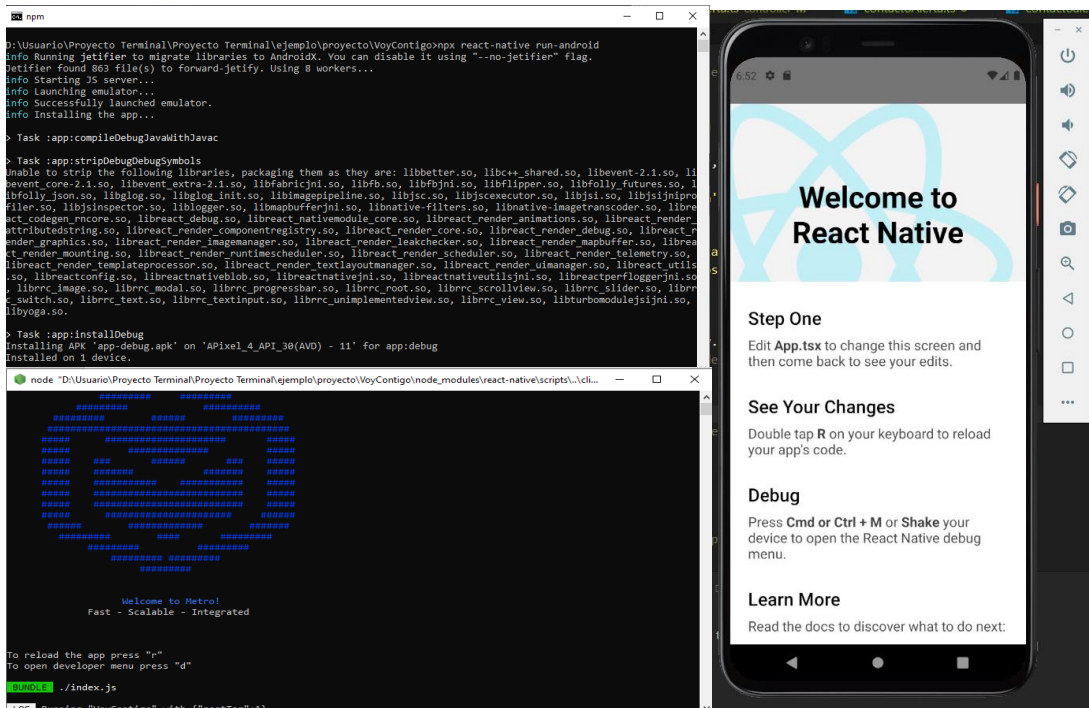 npm
D:\Usuario\Proyecto Terminal\Proyecto Terminal\ejemplo\proyecto\VoyContigo>npx react-native run-android
info Running jetifier to migrate libraries to AndroidX. You can disable it using "--no-jetifier" flag.
Jetifier found 863 file(s) to forward-jetify. Using 8 workers...
info Starting JS server...
info Launching emulator...
info Successfully launched emulator.
info Installing the app...
> Task :app:compileDebugJavaWithJavac
> Task :app:stripDebugDebugSymbols
Unable to strip the following libraries, packaging them as they are: libbetter.so, libc++_shared.so, libevent-2.1.so, li
bevent_core-2.1.so, libevent_extra-2.1.so, libfabricjni.so, libfb.so, libfbjni.so, libflipper.so, libfolly_futures.so, l
ibfolly_json.so, libglog.so, libglog_init.so, libimagepipeline.so, libjsc.so, libjscexecutor.so, libjsi.so, libjsijnipro
filer.so, libjsinspector.so, liblogger.so, libmapbufferjni.so, libnative-filters.so, libnative-imagetranscoder.so, libre
act_codegen_rncore.so, libreact_debug.so, libreact_nativemodule_core.so, libreact_render_animations.so, libreact_render_
attributedstring.so, libreact_render_componentregistry.so, libreact_render_core.so, libreact_render_debug.so, libreact_r
ender_graphics.so, libreact_render_imagemanager.so, libreact_render_leakchecker.so, libreact_render_mapbuffer.so, librea
ct_render_mounting.so, libreact_render_runtimescheduler.so, libreact_render_scheduler.so, libreact_render_telemetry.so,
libreact_render_templateprocessor.so, libreact_render_textlayoutmanager.so, libreact_render_uimanager.so, libreact_utils
.so, libreactconfig.so, libreactnativeblob.so, libreactnativejni.so, libreactnativeutilsjni.so, libreactperfloggerjni.so
, librrc_image.so, librrc_modal.so, librrc_progressbar.so, librrc_root.so, librrc_scrollview.so, librrc_slider.so, librr
c_switch.so, librrc_text.so, librrc_textinput.so, librrc_unimplementedview.so, librrc_view.so, libturbomodulejsijni.so,
libyoga.so.
> Task :app:installDebug
Installing APK 'app-debug.apk' on 'APixel_4_API_30(AVD) - 11' for app:debug
Installed on 1 device.
node "D:\Usuario\Proyecto Terminal\Proyecto Terminal\ejemplo\proyecto\VoyContigo\node_modules\react-native\scripts\..\cli...
Welcome to Metro!
Fast - Scalable - Integrated
To reload the app press "r"
To open developer menu press "d"
BUNDLE ./index.js
6:52
Welcome to
React Native
Step One
Edit App.tsx to change this screen and
then come back to see your edits.
See Your Changes
Double tap R on your keyboard to reload
your app's code.
Debug
Press Cmd or Ctrl + M or Shake your
device to open the React Native debug
menu.
Learn More
Read the docs to discover what to do next: